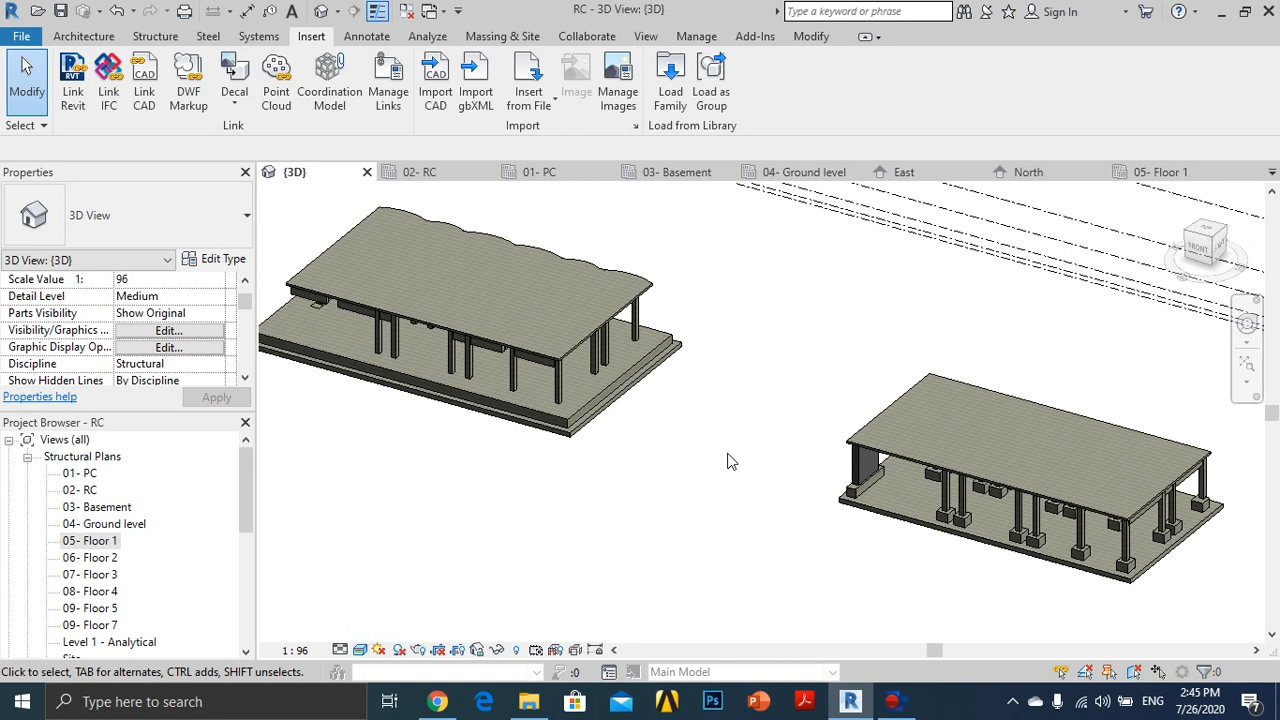 RC - 3D View: {3D}
Type a keyword or phrase
Sign In
File
Architecture
Structure
Steel
Systems
Insert
Annotate
Analyze
Massing & Site
Collaborate
View
Manage
Add-Ins
Modify
Modify
Link Revit
Link IFC
Link CAD
DWF Markup
Decal
Point Cloud
Coordination Model
Manage Links
Import CAD
Import gbXML
Insert from File
Image
Manage Images
Load Family
Load as Group
Select
Link
Import
Load from Library
Properties
{3D}
02- RC
01- PC
03- Basement
04- Ground level
East
North
05- Floor 1
3D View
3D View: {3D}
Edit Type
Scale Value 1: 96
Detail Level Medium
Parts Visibility Show Original
Visibility/Graphics ... Edit...
Graphic Display Op... Edit...
Discipline Structural
Show Hidden Lines By Discipline
Properties help
Apply
Project Browser - RC
Views (all)
Structural Plans
01- PC
02- RC
03- Basement
04- Ground level
05- Floor 1
06- Floor 2
07- Floor 3
08- Floor 4
09- Floor 5
09- Floor 7
Level 1 - Analytical
FRONT
1 : 96
Click to select, TAB for alternates, CTRL adds, SHIFT unselects.
:0
Main Model
:0
Type here to search
ENG
2:45 PM
7/26/2020